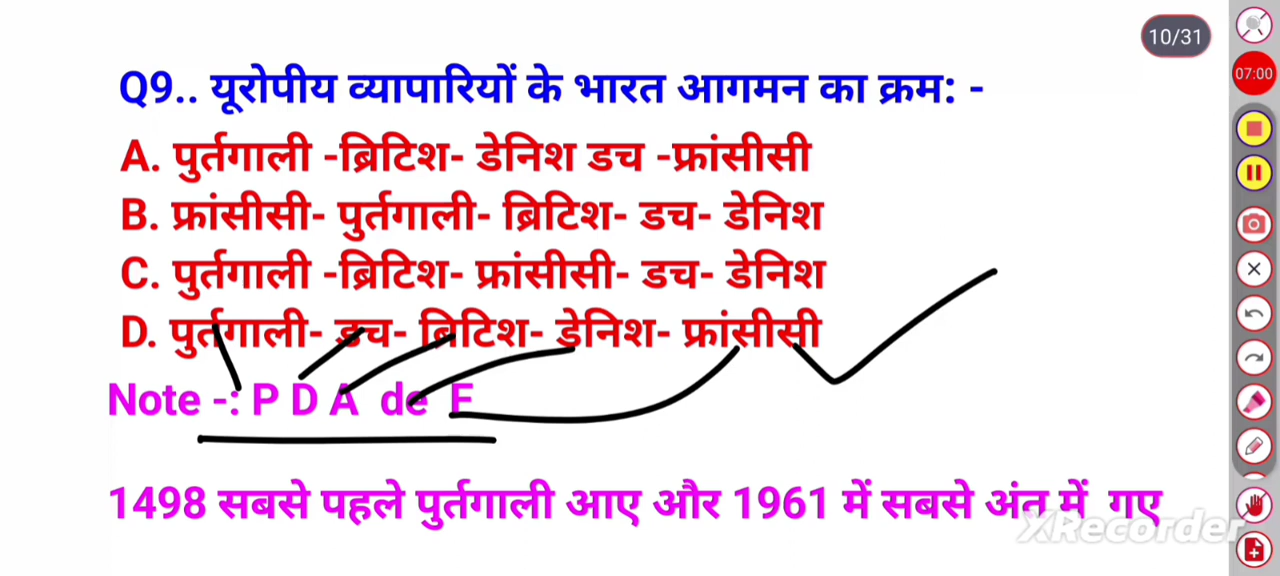 10/31
07:00
Q9.. यूरोपीय व्यापारियों के भारत आगमन का क्रम: -
A. पुर्तगाली -ब्रिटिश- डेनिश डच -फ्रांसीसी
B. फ्रांसीसी- पुर्तगाली- ब्रिटिश- डच- डेनिश
C. पुर्तगाली -ब्रिटिश- फ्रांसीसी- डच- डेनिश
D. पुर्तगाली- डच- ब्रिटिश- डेनिश- फ्रांसीसी
Note -: P D A de F
1498 सबसे पहले पुर्तगाली आए और 1961 में सबसे अंत में गए
XRecorder